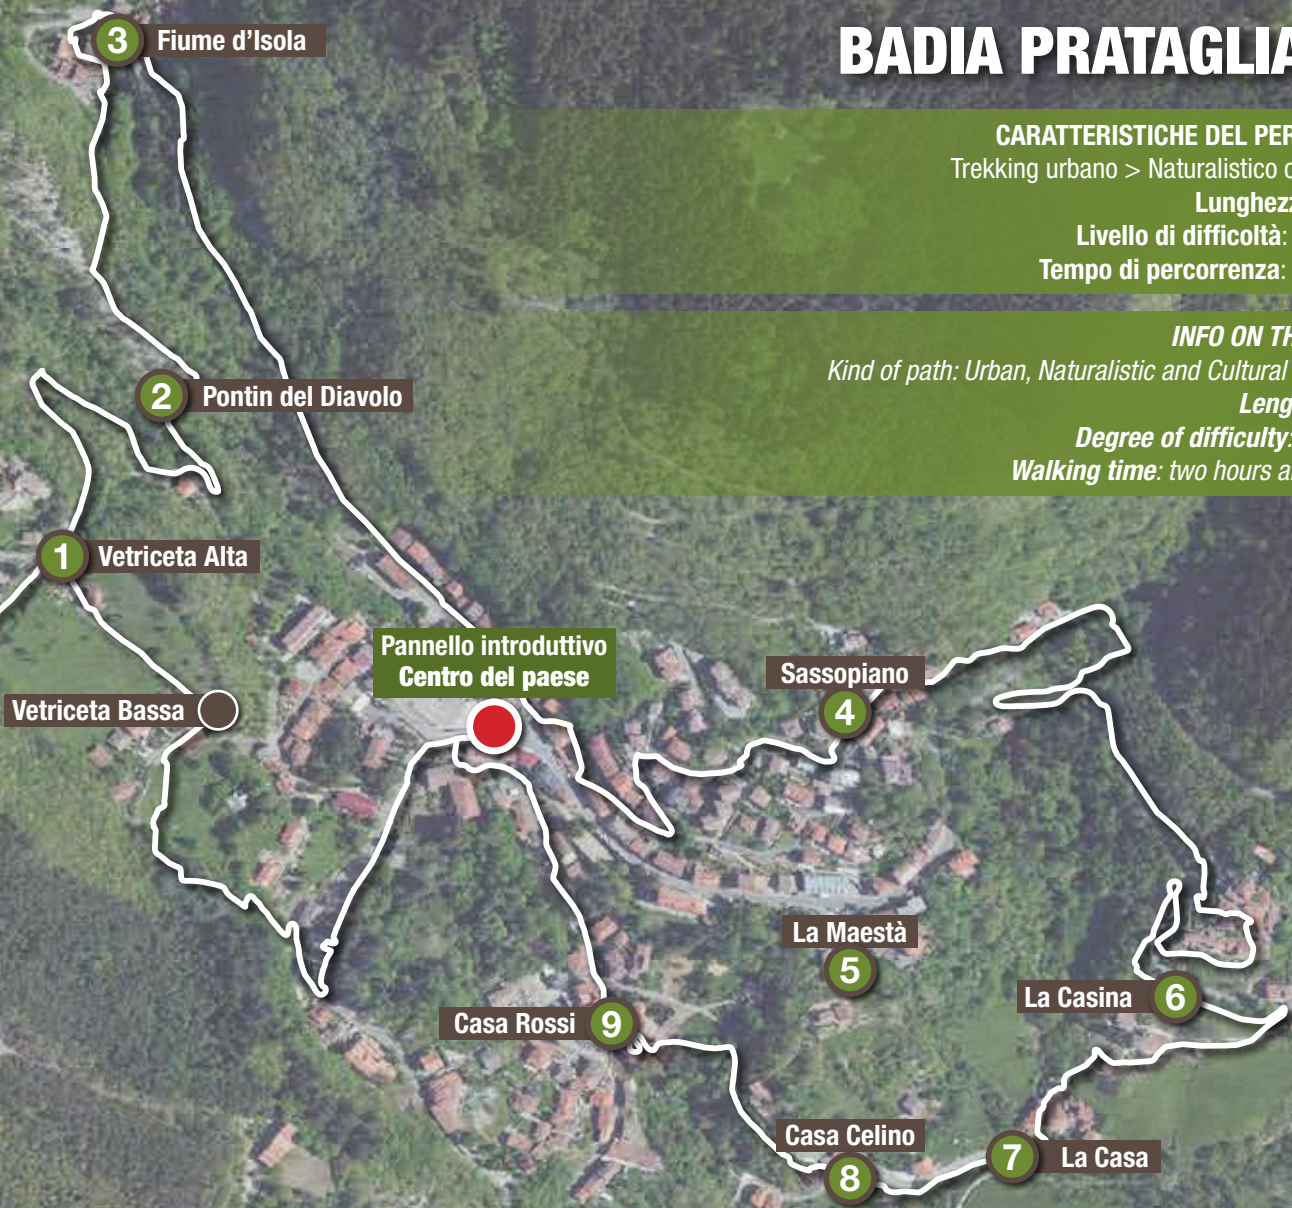 BADIA PRATAGLIA
CARATTERISTICHE DEL PER
Trekking urbano > Naturalistico
Lunghezz
Livello di difficoltà:
Tempo di percorrenza:
INFO ON TH
Kind of path: Urban, Naturalistic and Cultural
Leng
Degree of difficulty:
Walking time: two hours a
3 Fiume d'Isola
2 Pontin del Diavolo
1 Vetriceta Alta
Vetriceta Bassa
Pannello introduttivo
Centro del paese
Sassopiano
4
La Maestà
5
La Casina 6
Casa Rossi 9
Casa Celino
8
7 La Casa